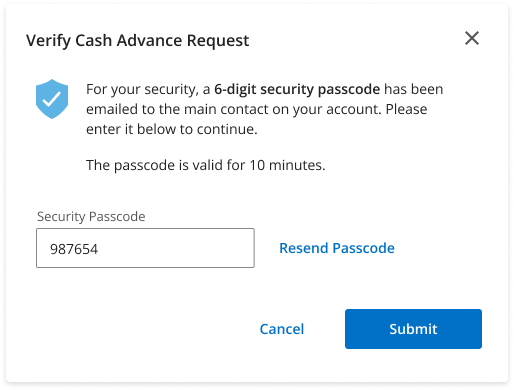 Verify Cash Advance Request
For your security, a 6-digit security passcode has been
emailed to the main contact on your account. Please
enter it below to continue.
The passcode is valid for 10 minutes.
Security Passcode
987654
Resend Passcode
Cancel
Submit